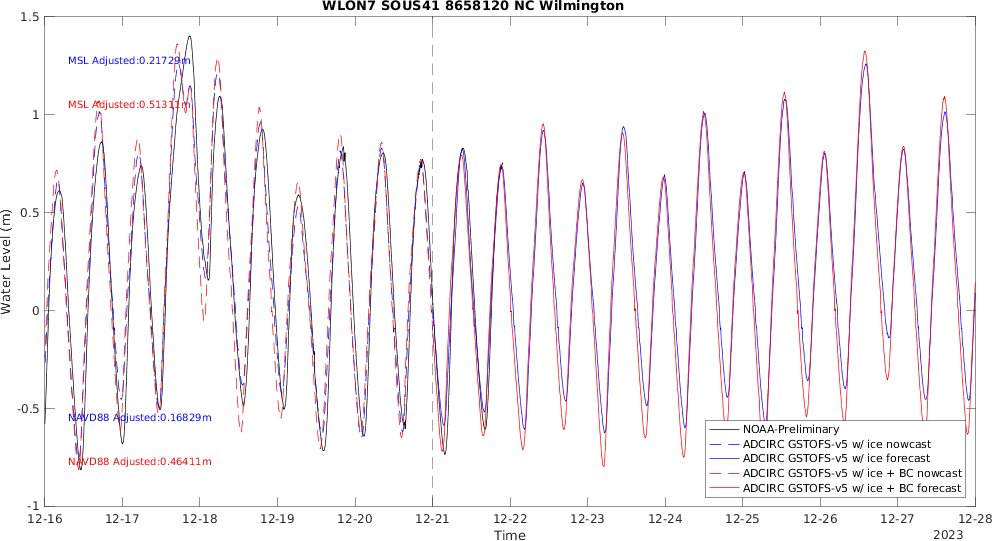 WLON7 SOUS41 8658120 NC Wilmington
1.5
1
0.5
0
-0.5
-1
Water Level (m)
MSL Adjusted:0.21729m
MSL Adjusted:0.51311m
NAVD88 Adjusted:0.16829m
NAVD88 Adjusted:0.46411m
NOAA-Preliminary
ADCIRC GSTOFS-v5 w/ ice nowcast
ADCIRC GSTOFS-v5 w/ ice forecast
ADCIRC GSTOFS-v5 w/ ice + BC nowcast
ADCIRC GSTOFS-v5 w/ ice + BC forecast
12-16 12-17 12-18 12-19 12-20 12-21 12-22 12-23 12-24 12-25 12-26 12-27 12-28
Time
2023